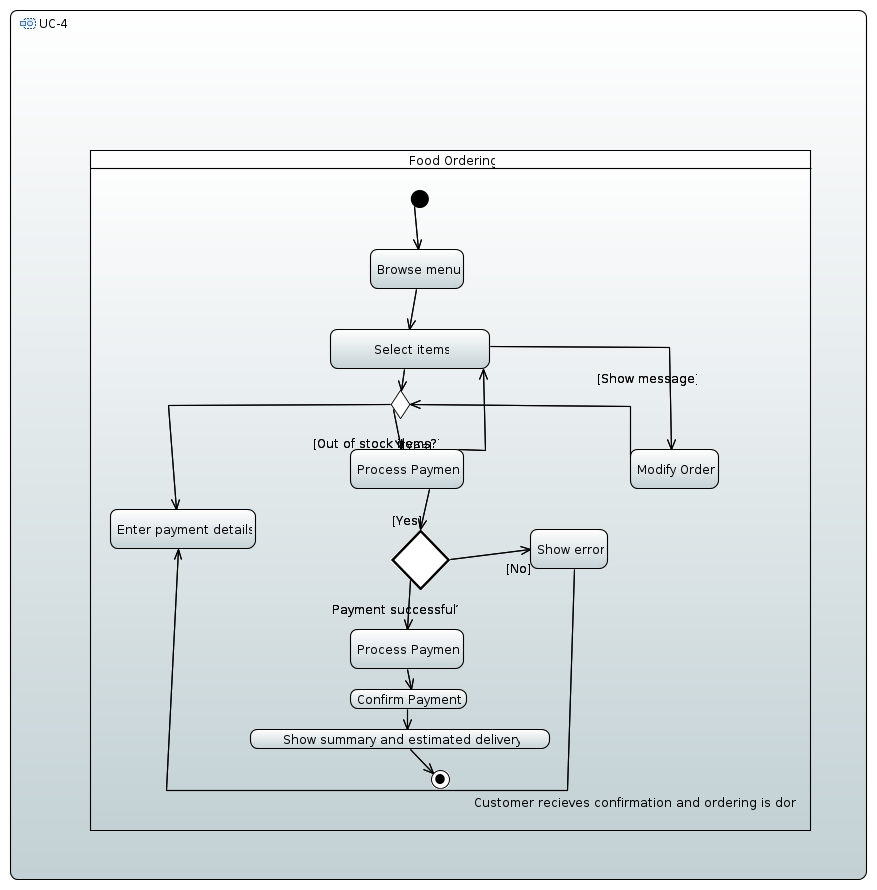 UC-4
Food Ordering
Browse menu
Select items
[Show message]
[Out of stock items?]
Process Paymen
Modify Order
Enter payment details
[Yes]
Show error
[No]
Payment successful
Process Paymen
Confirm Payment
Show summary and estimated delivery
Customer recieves confirmation and ordering is dor